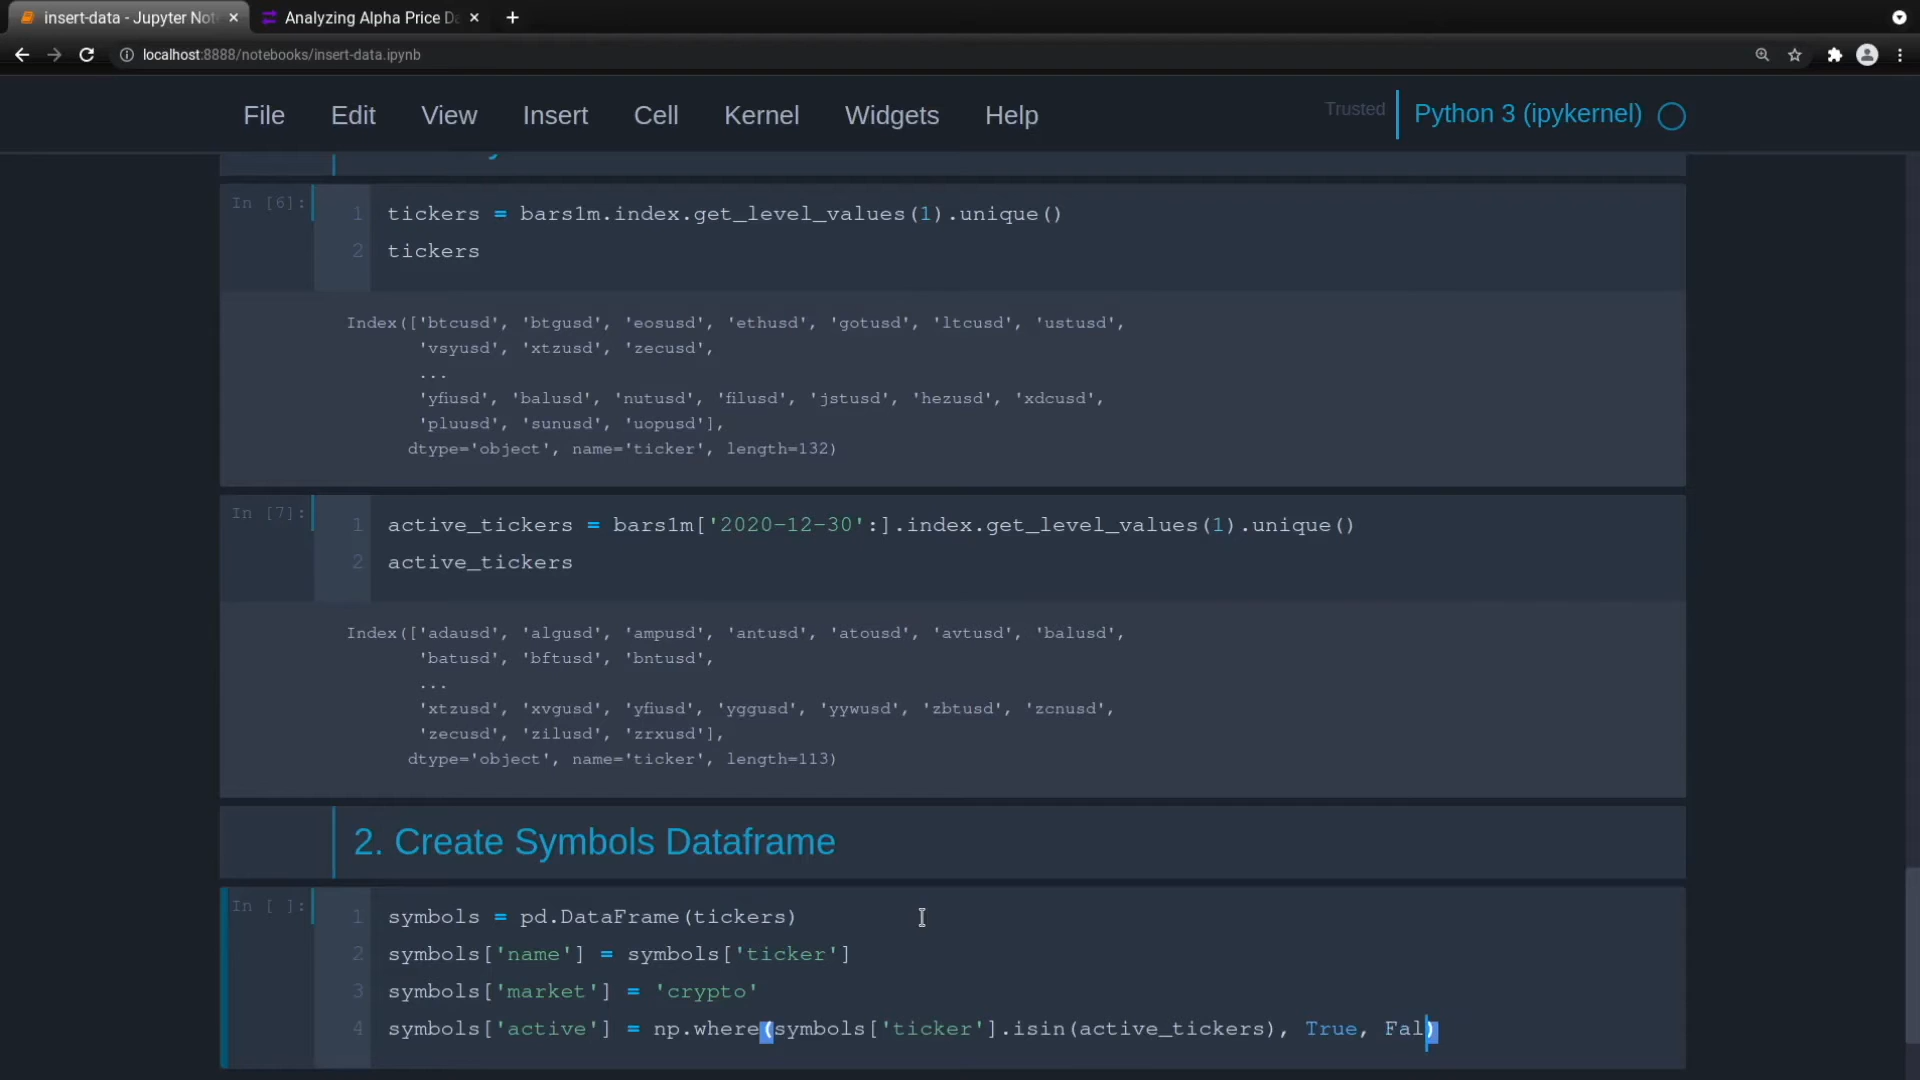 insert-data - Jupyter Not
Analyzing Alpha Price Da
localhost:8888/notebooks/insert-data.ipynb
File Edit View Insert Cell Kernel Widgets Help
Trusted
Python 3 (ipykernel)
In [6]:
1 tickers = bars1m.index.get_level_values(1).unique()
2 tickers
Index(['btcusd', 'btgusd', 'eosusd', 'ethusd', 'gotusd', 'ltcusd', 'ustusd',
'vsyusd', 'xtzusd', 'zecusd',
...
'yfiusd', 'balusd', 'nutusd', 'filusd', 'jstusd', 'hezusd', 'xdcusd',
'pluusd', 'sunusd', 'uopusd'],
dtype='object', name='ticker', length=132)
In [7]:
1 active_tickers = bars1m['2020-12-30':].index.get_level_values(1).unique()
2 active_tickers
Index(['adausd', 'algusd', 'ampusd', 'antusd', 'atousd', 'avtusd', 'balusd',
'batusd', 'bftusd', 'bntusd',
...
'xtzusd', 'xvgusd', 'yfiusd', 'yggusd', 'yywusd', 'zbtusd', 'zcnusd',
'zecusd', 'zilusd', 'zrxusd'],
dtype='object', name='ticker', length=113)
2. Create Symbols Dataframe
In [ ]:
1 symbols = pd.DataFrame(tickers)
2 symbols['name'] = symbols['ticker']
3 symbols['market'] = 'crypto'
4 symbols['active'] = np.where(symbols['ticker'].isin(active_tickers), True, Fal)